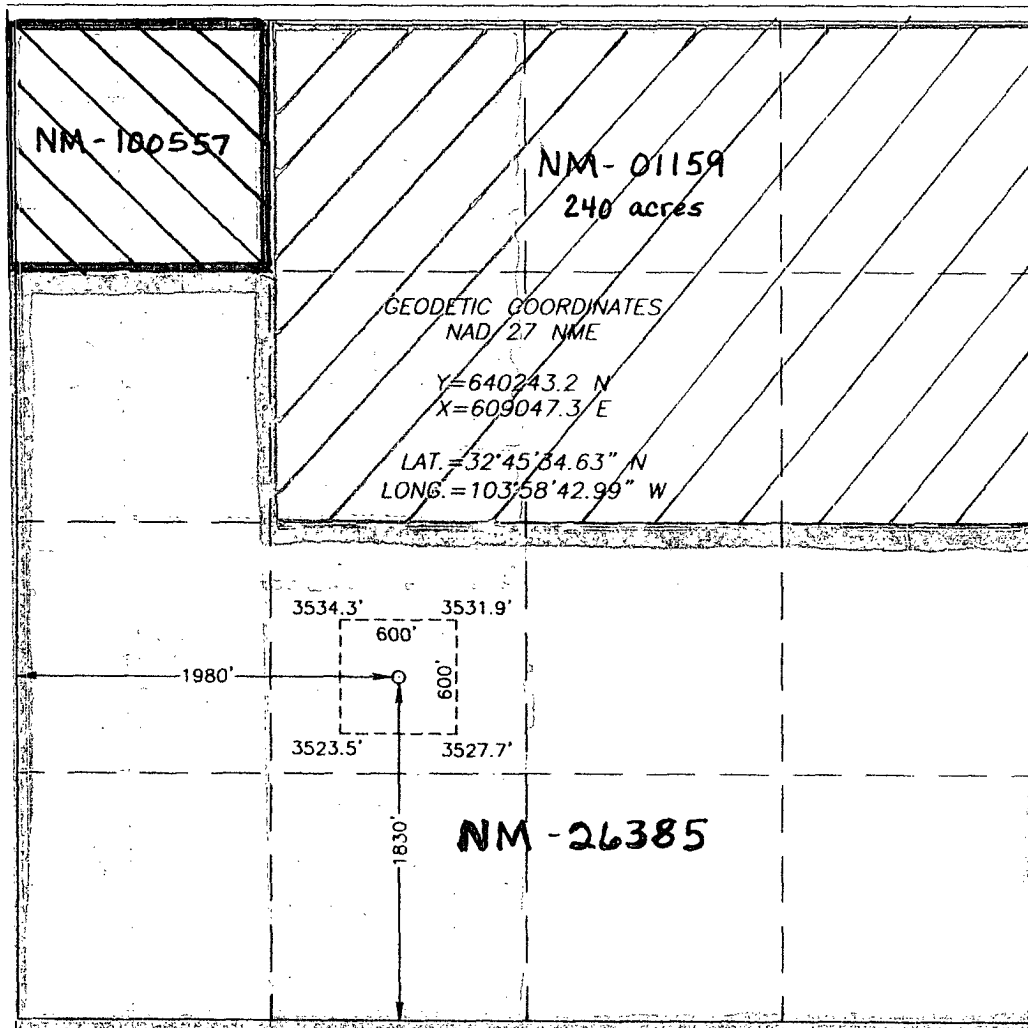 NM-100557
NM-01159
240 acres
GEODETIC COORDINATES
NAD 27 NME
Y=640243.2 N
X=609047.3 E
LAT.=32°45'34.63" N
LONG.=103°58'42.99" W
3534.3' 3531.9'
600'
1980'
600'
3523.5' 3527.7'
1830'
NM-26385